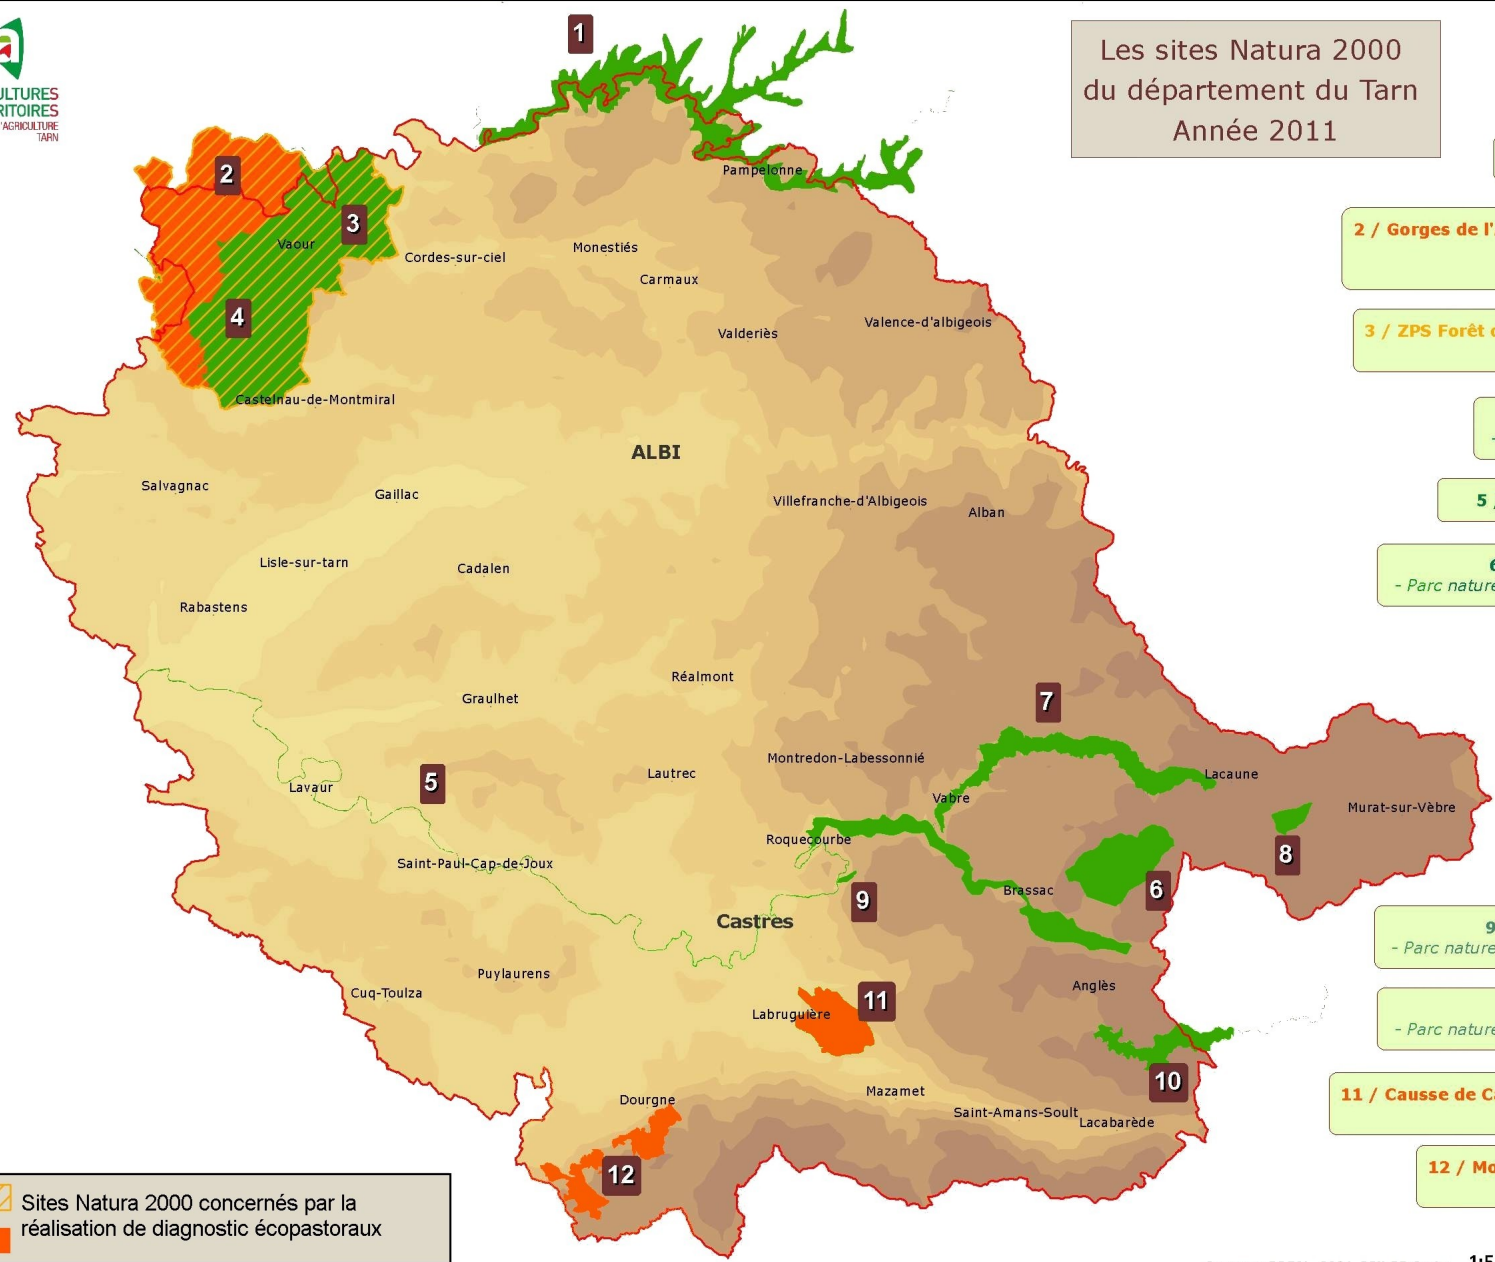 1
Les sites Natura 2000
du département du Tarn
Année 2011
ULTURES
RITOIRES
'AGRICULTURE
TARN
2
Pampelonne
3
2 / Gorges de l'
Vaour
Cordes-sur-ciel
Monestiés
Carmaux
4
Valderiès
Valence-d'albigeois
3 / ZPS Forêt
Castelnau-de-Montmiral
ALBI
Salvagnac
Gaillac
Villefranche-d'Albigeois
Alban
5 /
Lisle-sur-tarn
Cadalen
6
- Parc nature
Rabastens
Réalmont
Graulhet
7
Montredon-Labessonnié
Lautrec
Lacaune
5
Lavaur
Vabre
Murat-sur-Vèbre
Roquecourbe
8
Saint-Paul-Cap-de-Joux
Brassac
6
9
Castres
9
- Parc nature
Puylaurens
Cuq-Toulza
Anglès
11
Labruguière
- Parc nature
10
Mazamet
11 / Causse de Ca
Dourgne
Saint-Amans-Soult
Lacabarède
12
12 / Mo
Sites Natura 2000 concernés par la
réalisation de diagnostic écopastoraux
1:5